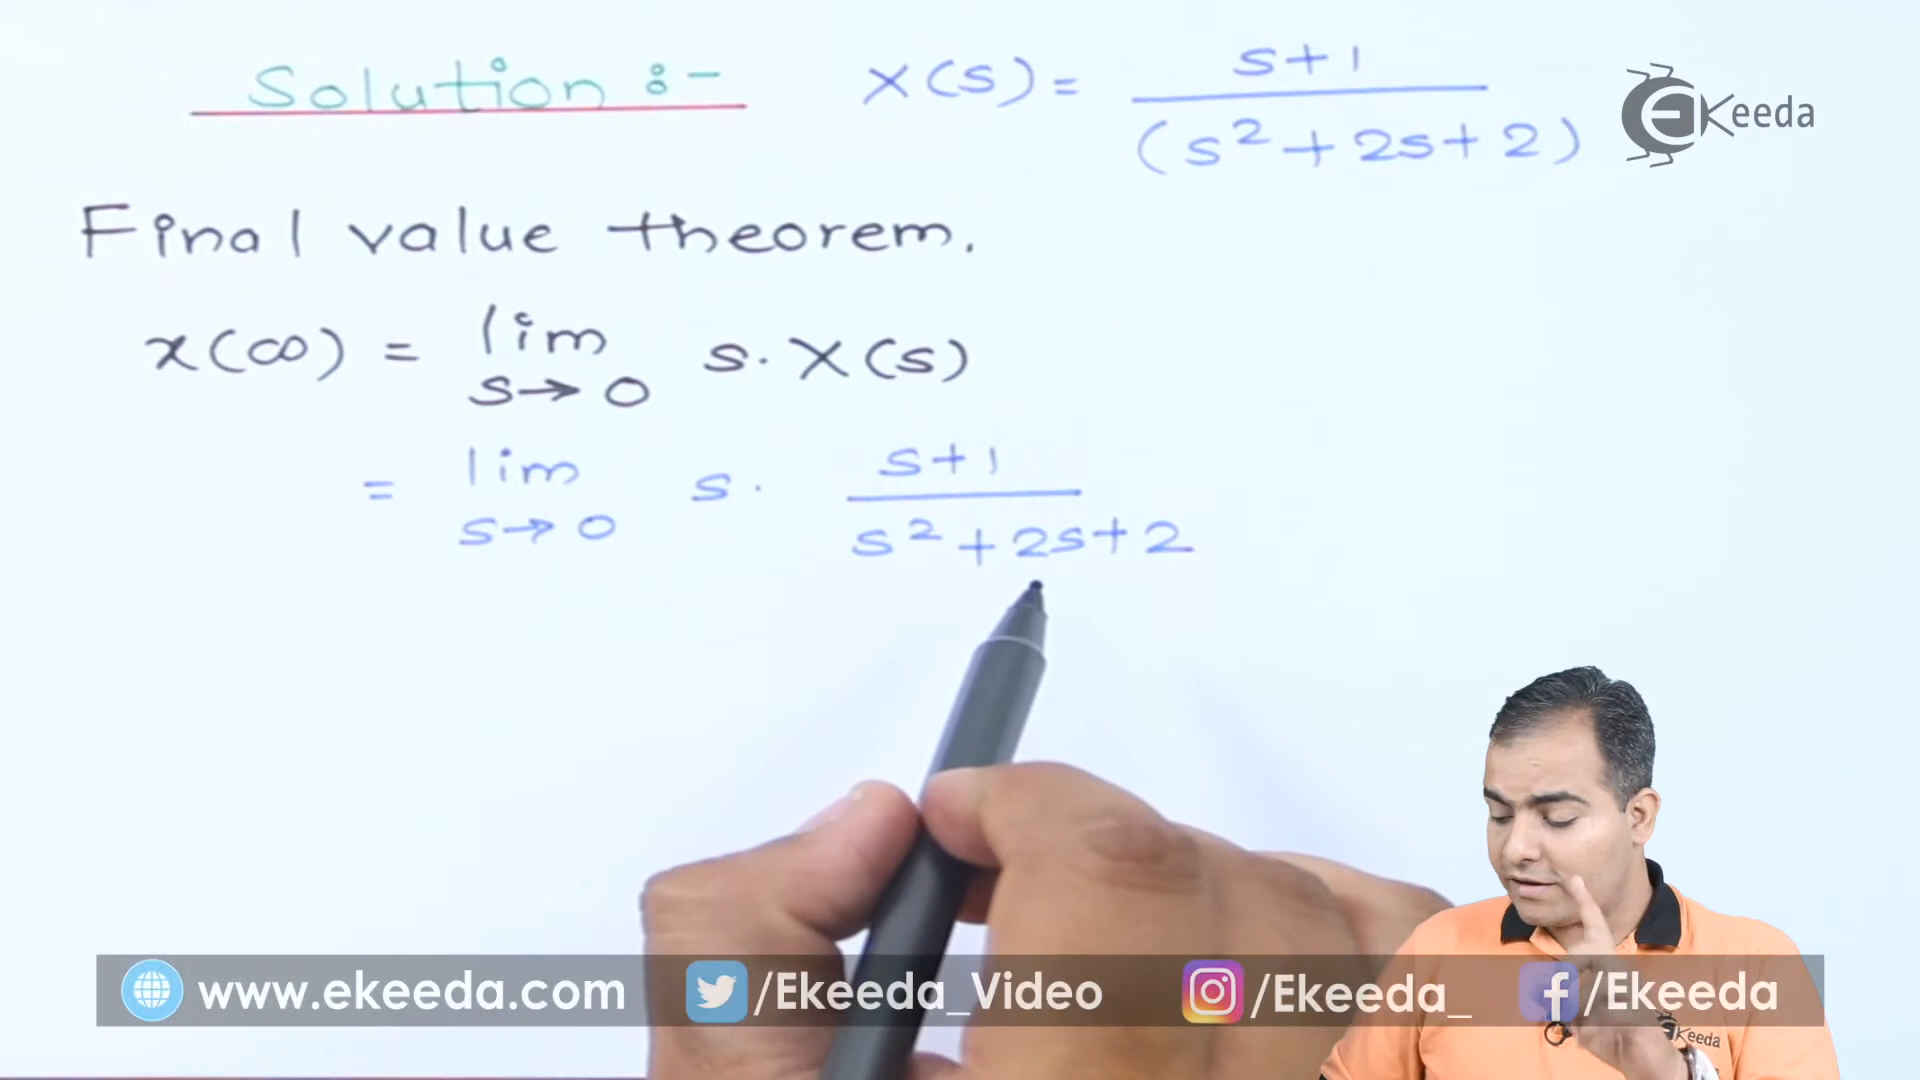 Solution :-
X(s) = s+1 / (s²+2s+2)
EKeeda
Final value theorem.
x(∞) = lim s→0 s. X(s)
= lim s→0 s. s+1 / s²+2s+2
www.ekeeda.com /Ekeeda_Video /Ekeeda_ /Ekeeda
Keeda